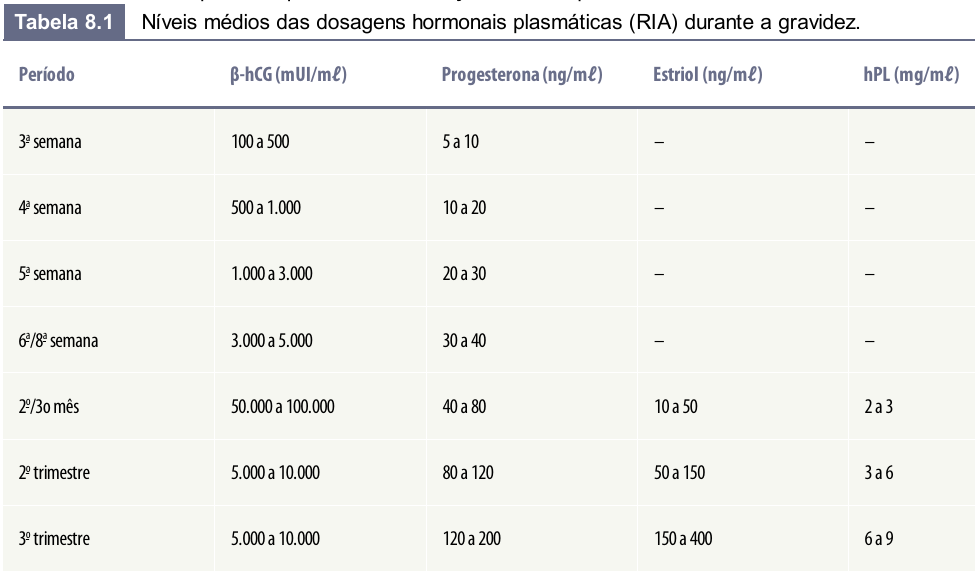 Tabela 8.1 Níveis médios das dosagens hormonais plasmáticas (RIA) durante a gravidez.
Período β-hCG (mUI/mℓ) Progesterona (ng/mℓ) Estriol (ng/mℓ) hPL (mg/mℓ)
3ª semana 100 a 500 5 a 10 – –
4ª semana 500 a 1.000 10 a 20 – –
5ª semana 1.000 a 3.000 20 a 30 – –
6ª/8ª semana 3.000 a 5.000 30 a 40 – –
2º/3o mês 50.000 a 100.000 40 a 80 10 a 50 2 a 3
2º trimestre 5.000 a 10.000 80 a 120 50 a 150 3 a 6
3º trimestre 5.000 a 10.000 120 a 200 150 a 400 6 a 9